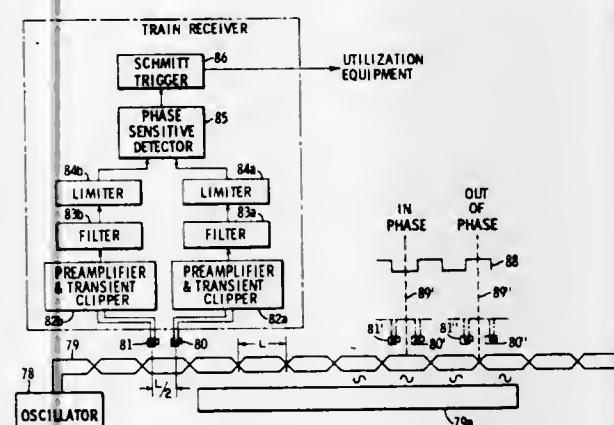 TRAIN RECEIVER
SCHMITT
TRIGGER
86
UTILIZATION
EQUIPMENT
PHASE
SENSITIVE
DETECTOR
85
84b
84a
LIMITER
LIMITER
83b
83a
FILTER
FILTER
PREAMPLIFIER
& TRANSIENT
CLIPPER
PREAMPLIFIER
& TRANSIENT
CLIPPER
82b
82a
IN
PHASE
OUT
OF
PHASE
88
89'
89"
81'
80'
81"
80"
79
81
80
L
78
L/2
OSCILLATOR
79a